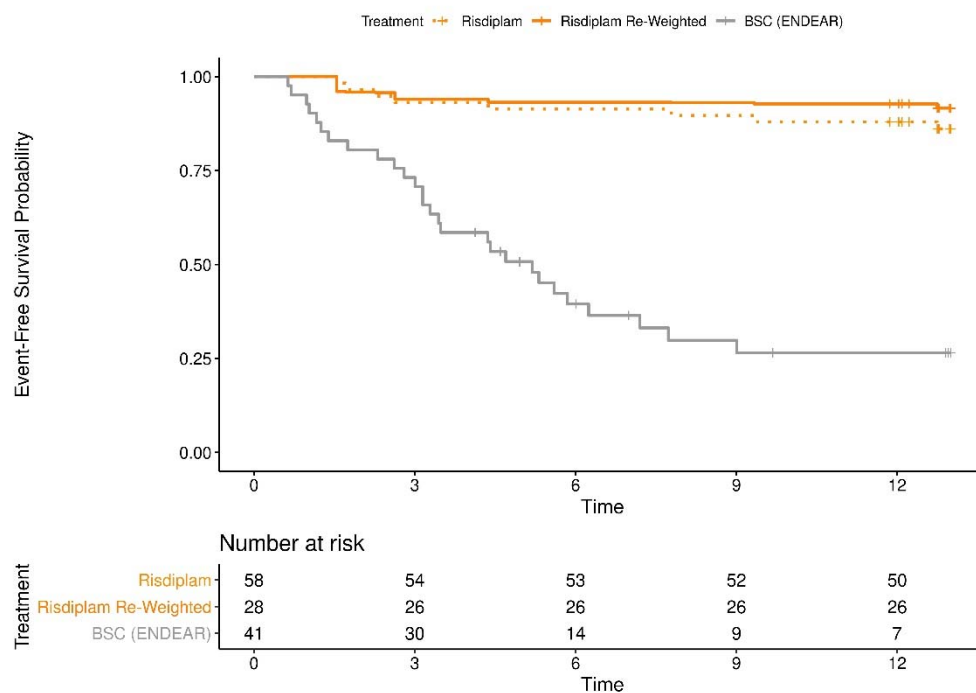 Treatment Risdiplam Risdiplam Re-Weighted BSC (ENDEAR)
Event-Free Survival Probability
1.00
0.75
0.50
0.25
0.00
0 3 6 9 12
Time
Number at risk
Treatment
Risdiplam 58 54 53 52 50
Risdiplam Re-Weighted 28 26 26 26 26
BSC (ENDEAR) 41 30 14 9 7
0 3 6 9 12
Time